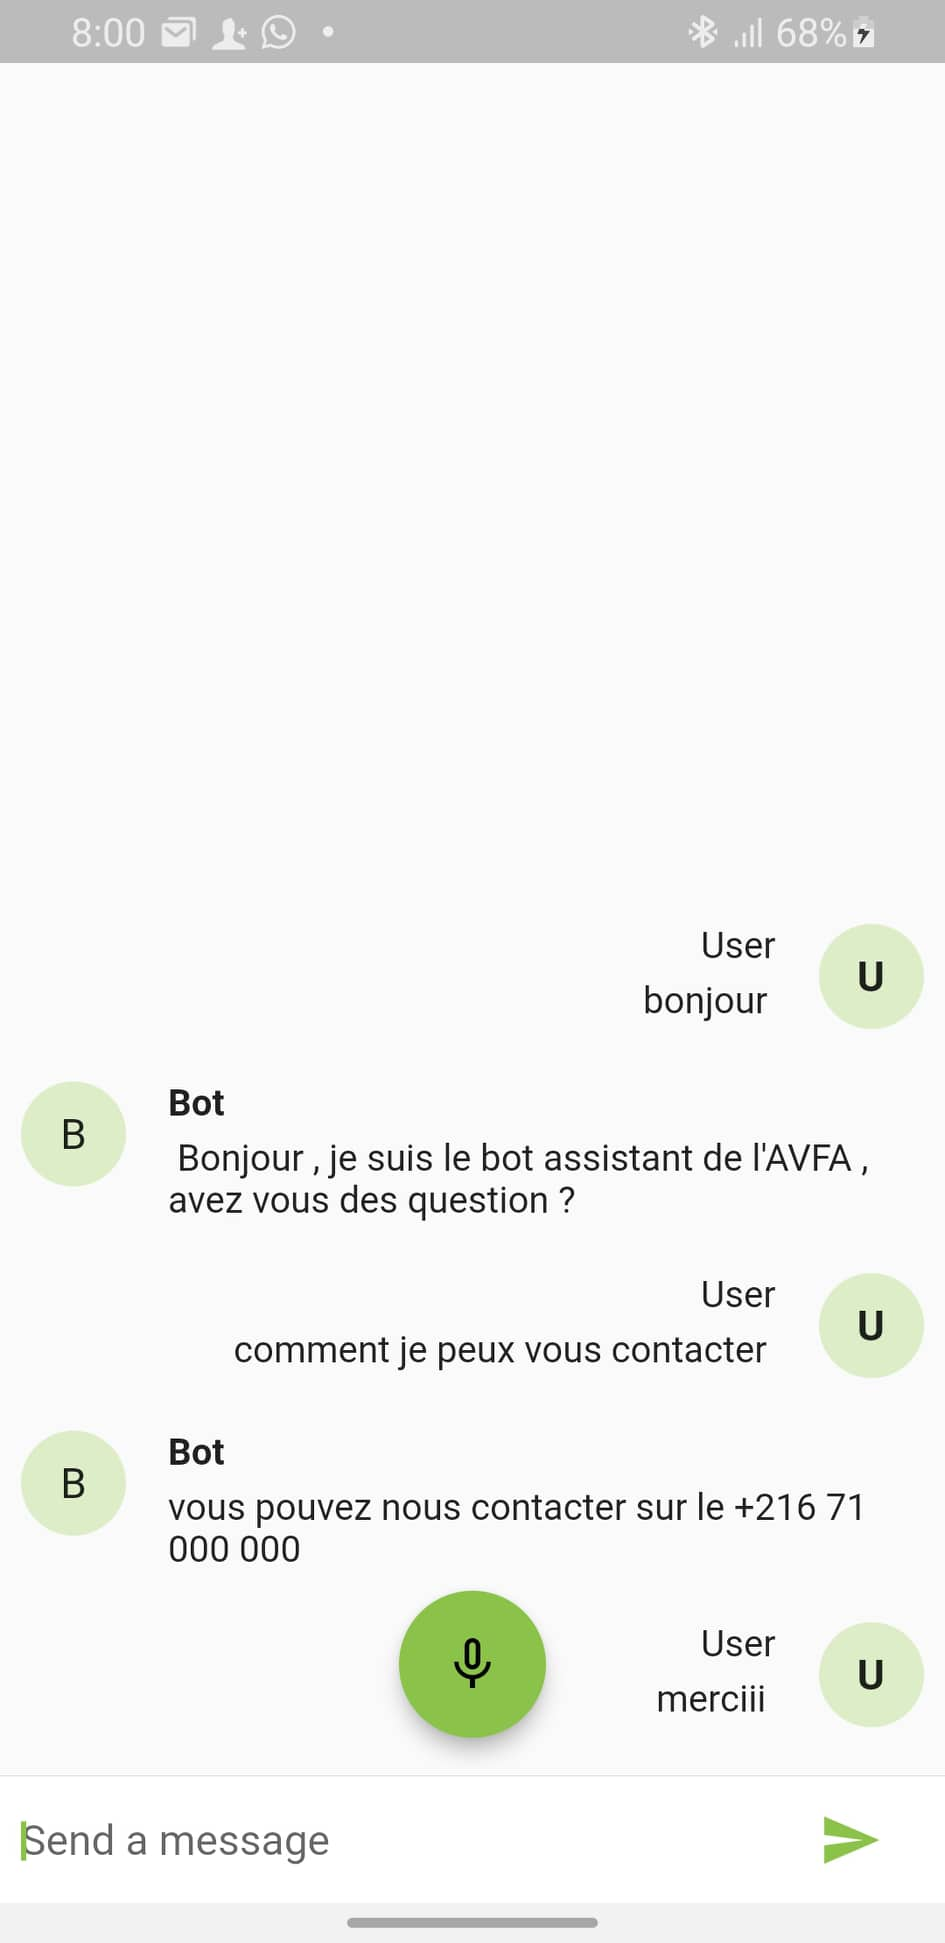 8:00 68%
User
bonjour
U
Bot
B
Bonjour , je suis le bot assistant de l'AVFA ,
avez vous des question ?
User
comment je peux vous contacter
U
Bot
B
vous pouvez nous contacter sur le +216 71
000 000
User
merciii
U
Send a message